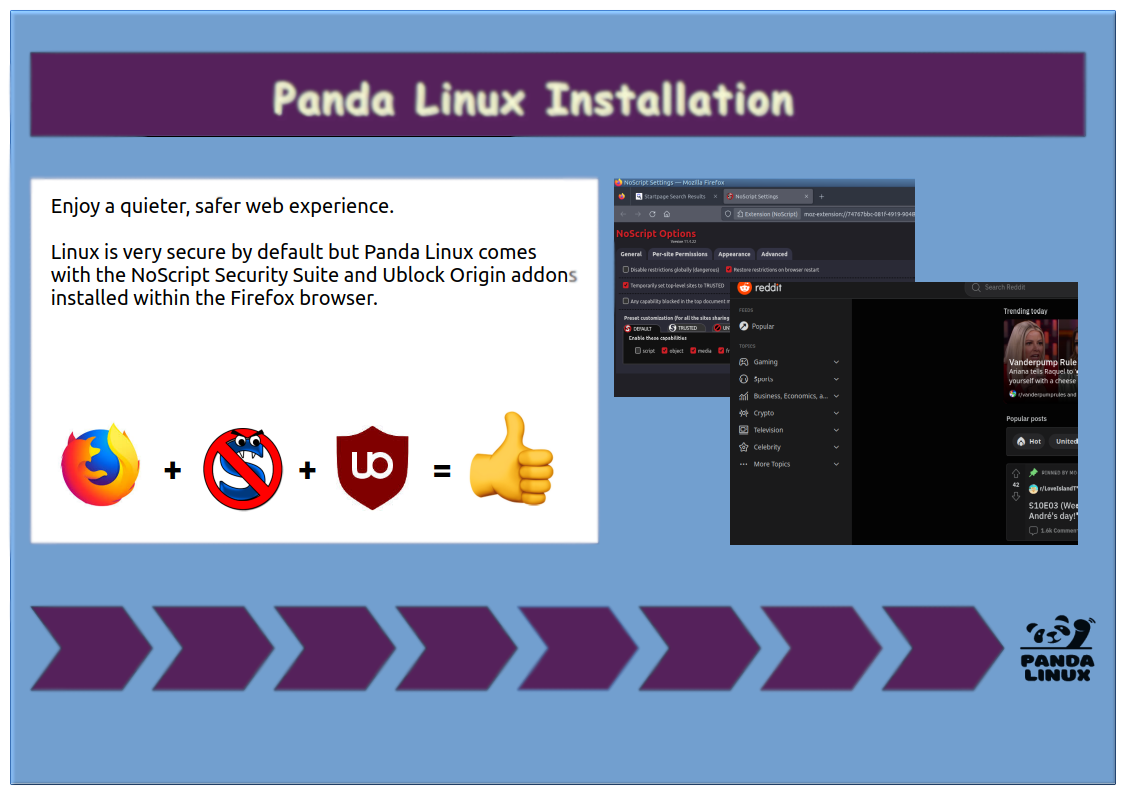 Panda Linux Installation
Enjoy a quieter, safer web experience.
Linux is very secure by default but Panda Linux comes
with the NoScript Security Suite and Ublock Origin addons
installed within the Firefox browser.
+ + =
NoScript Settings — Mozilla Firefox
Startpage Search Results × NoScript Settings × +
Extension (NoScript) moz-extension://74767bbc-081f-4919-9048
NoScript Options
General Per-site Permissions Appearance Advanced
Disable restrictions globally (dangerous) Restore restrictions on browser restart
Temporarily set top-level sites to TRUSTED
Any capability blocked in the top document m
Preset customization (for all the sites sharing
DEFAULT TRUSTED UN
Enable these capabilities
script object media fr
reddit Search Reddit
FEEDS
Popular
TOPICS
Gaming
Sports
Business, Economics, a...
Crypto
Television
Celebrity
More Topics
Trending today
Vanderpump Rule
Ariana tells Raquel to
yourself with a cheese
r/vanderpumprules and
Popular posts
Hot United
PINNED BY MO
42
r/LoveIslandT
S10E03 (Wee
André's day!"
1.6k Commen
PANDA
LINUX